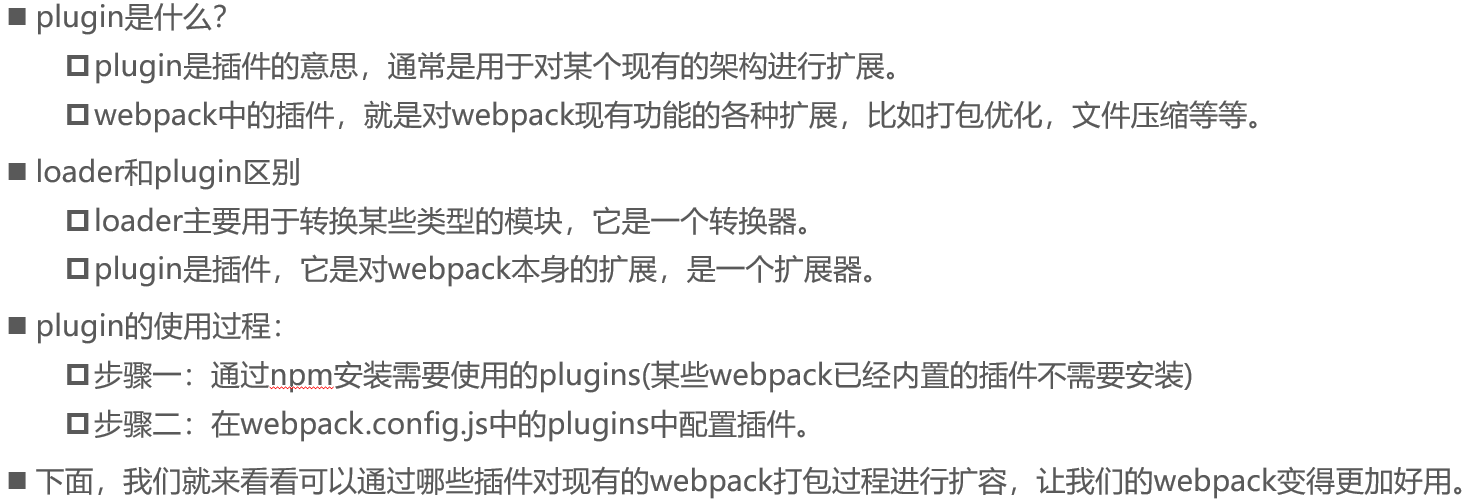 ■ plugin是什么？
□ plugin是插件的意思，通常是用于对某个现有的架构进行扩展。
□ webpack中的插件，就是对webpack现有功能的各种扩展，比如打包优化，文件压缩等等。
■ loader和plugin区别
□ loader主要用于转换某些类型的模块，它是一个转换器。
□ plugin是插件，它是对webpack本身的扩展，是一个扩展器。
■ plugin的使用过程：
□ 步骤一：通过npm安装需要使用的plugins(某些webpack已经内置的插件不需要安装)
□ 步骤二：在webpack.config.js中的plugins中配置插件。
■ 下面，我们就来看看可以通过哪些插件对现有的webpack打包过程进行扩容，让我们的webpack变得更加好用。